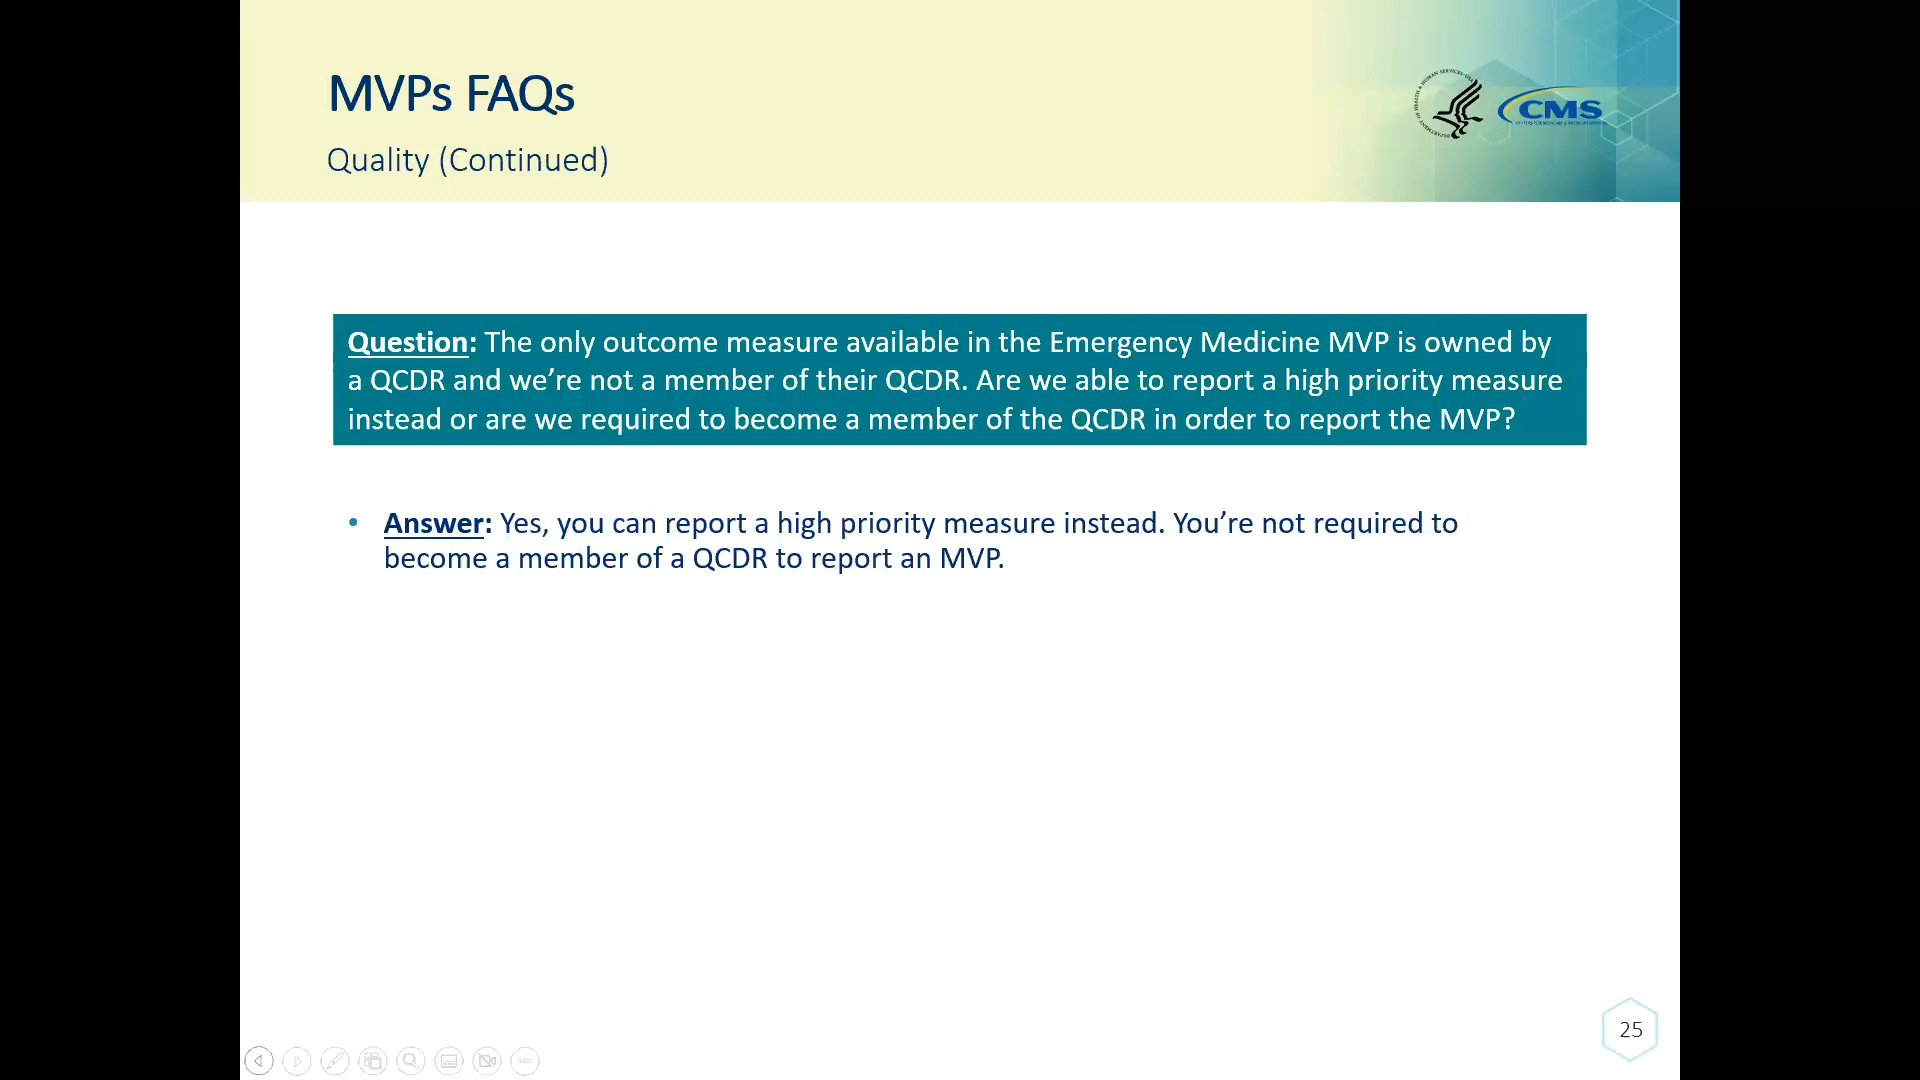 MVPs FAQs
Quality (Continued)
CMS
Question: The only outcome measure available in the Emergency Medicine MVP is owned by
a QCDR and we’re not a member of their QCDR. Are we able to report a high priority measure
instead or are we required to become a member of the QCDR in order to report the MVP?
• Answer: Yes, you can report a high priority measure instead. You’re not required to
become a member of a QCDR to report an MVP.
25